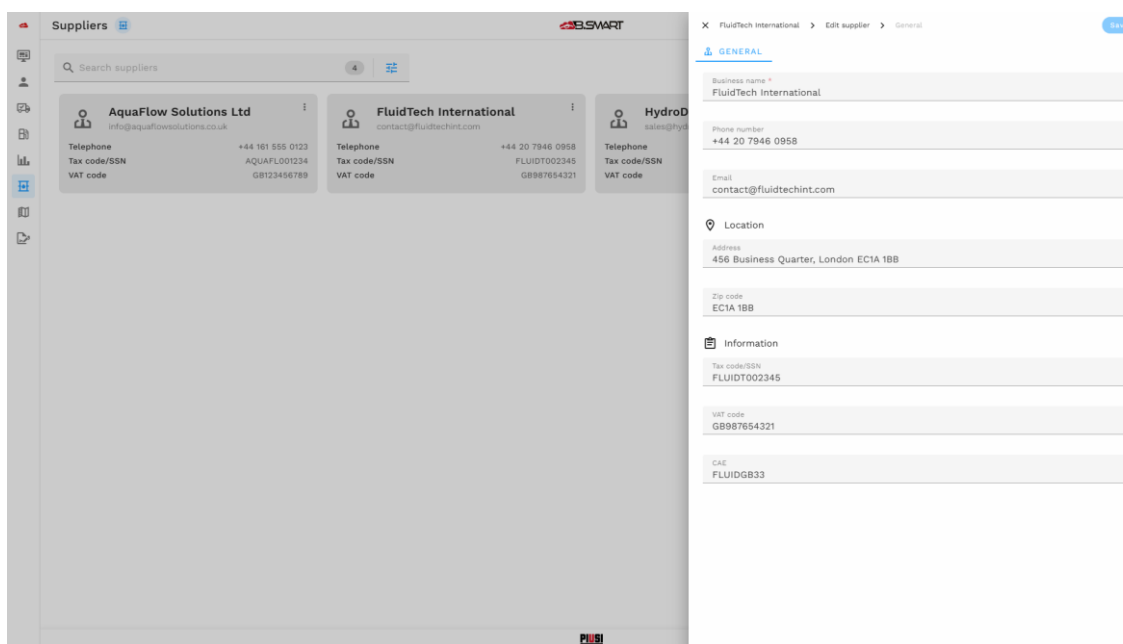 Suppliers
B.SMART
Search suppliers
4
AquaFlow Solutions Ltd
info@aquaflowsolutions.co.uk
Telephone +44 161 555 0123
Tax code/SSN AQUAFL001234
VAT code GB123456789
FluidTech International
contact@fluidtechint.com
Telephone +44 20 7946 0958
Tax code/SSN FLUIDT002345
VAT code GB987654321
HydroD
sales@hyd
Telephone
Tax code/SSN
VAT code
FluidTech International > Edit supplier > General
Sav
GENERAL
Business name *
FluidTech International
Phone number
+44 20 7946 0958
Email
contact@fluidtechint.com
Location
Address
456 Business Quarter, London EC1A 1BB
Zip code
EC1A 1BB
Information
Tax code/SSN
FLUIDT002345
VAT code
GB987654321
CAE
FLUIDGB33
PIUSI